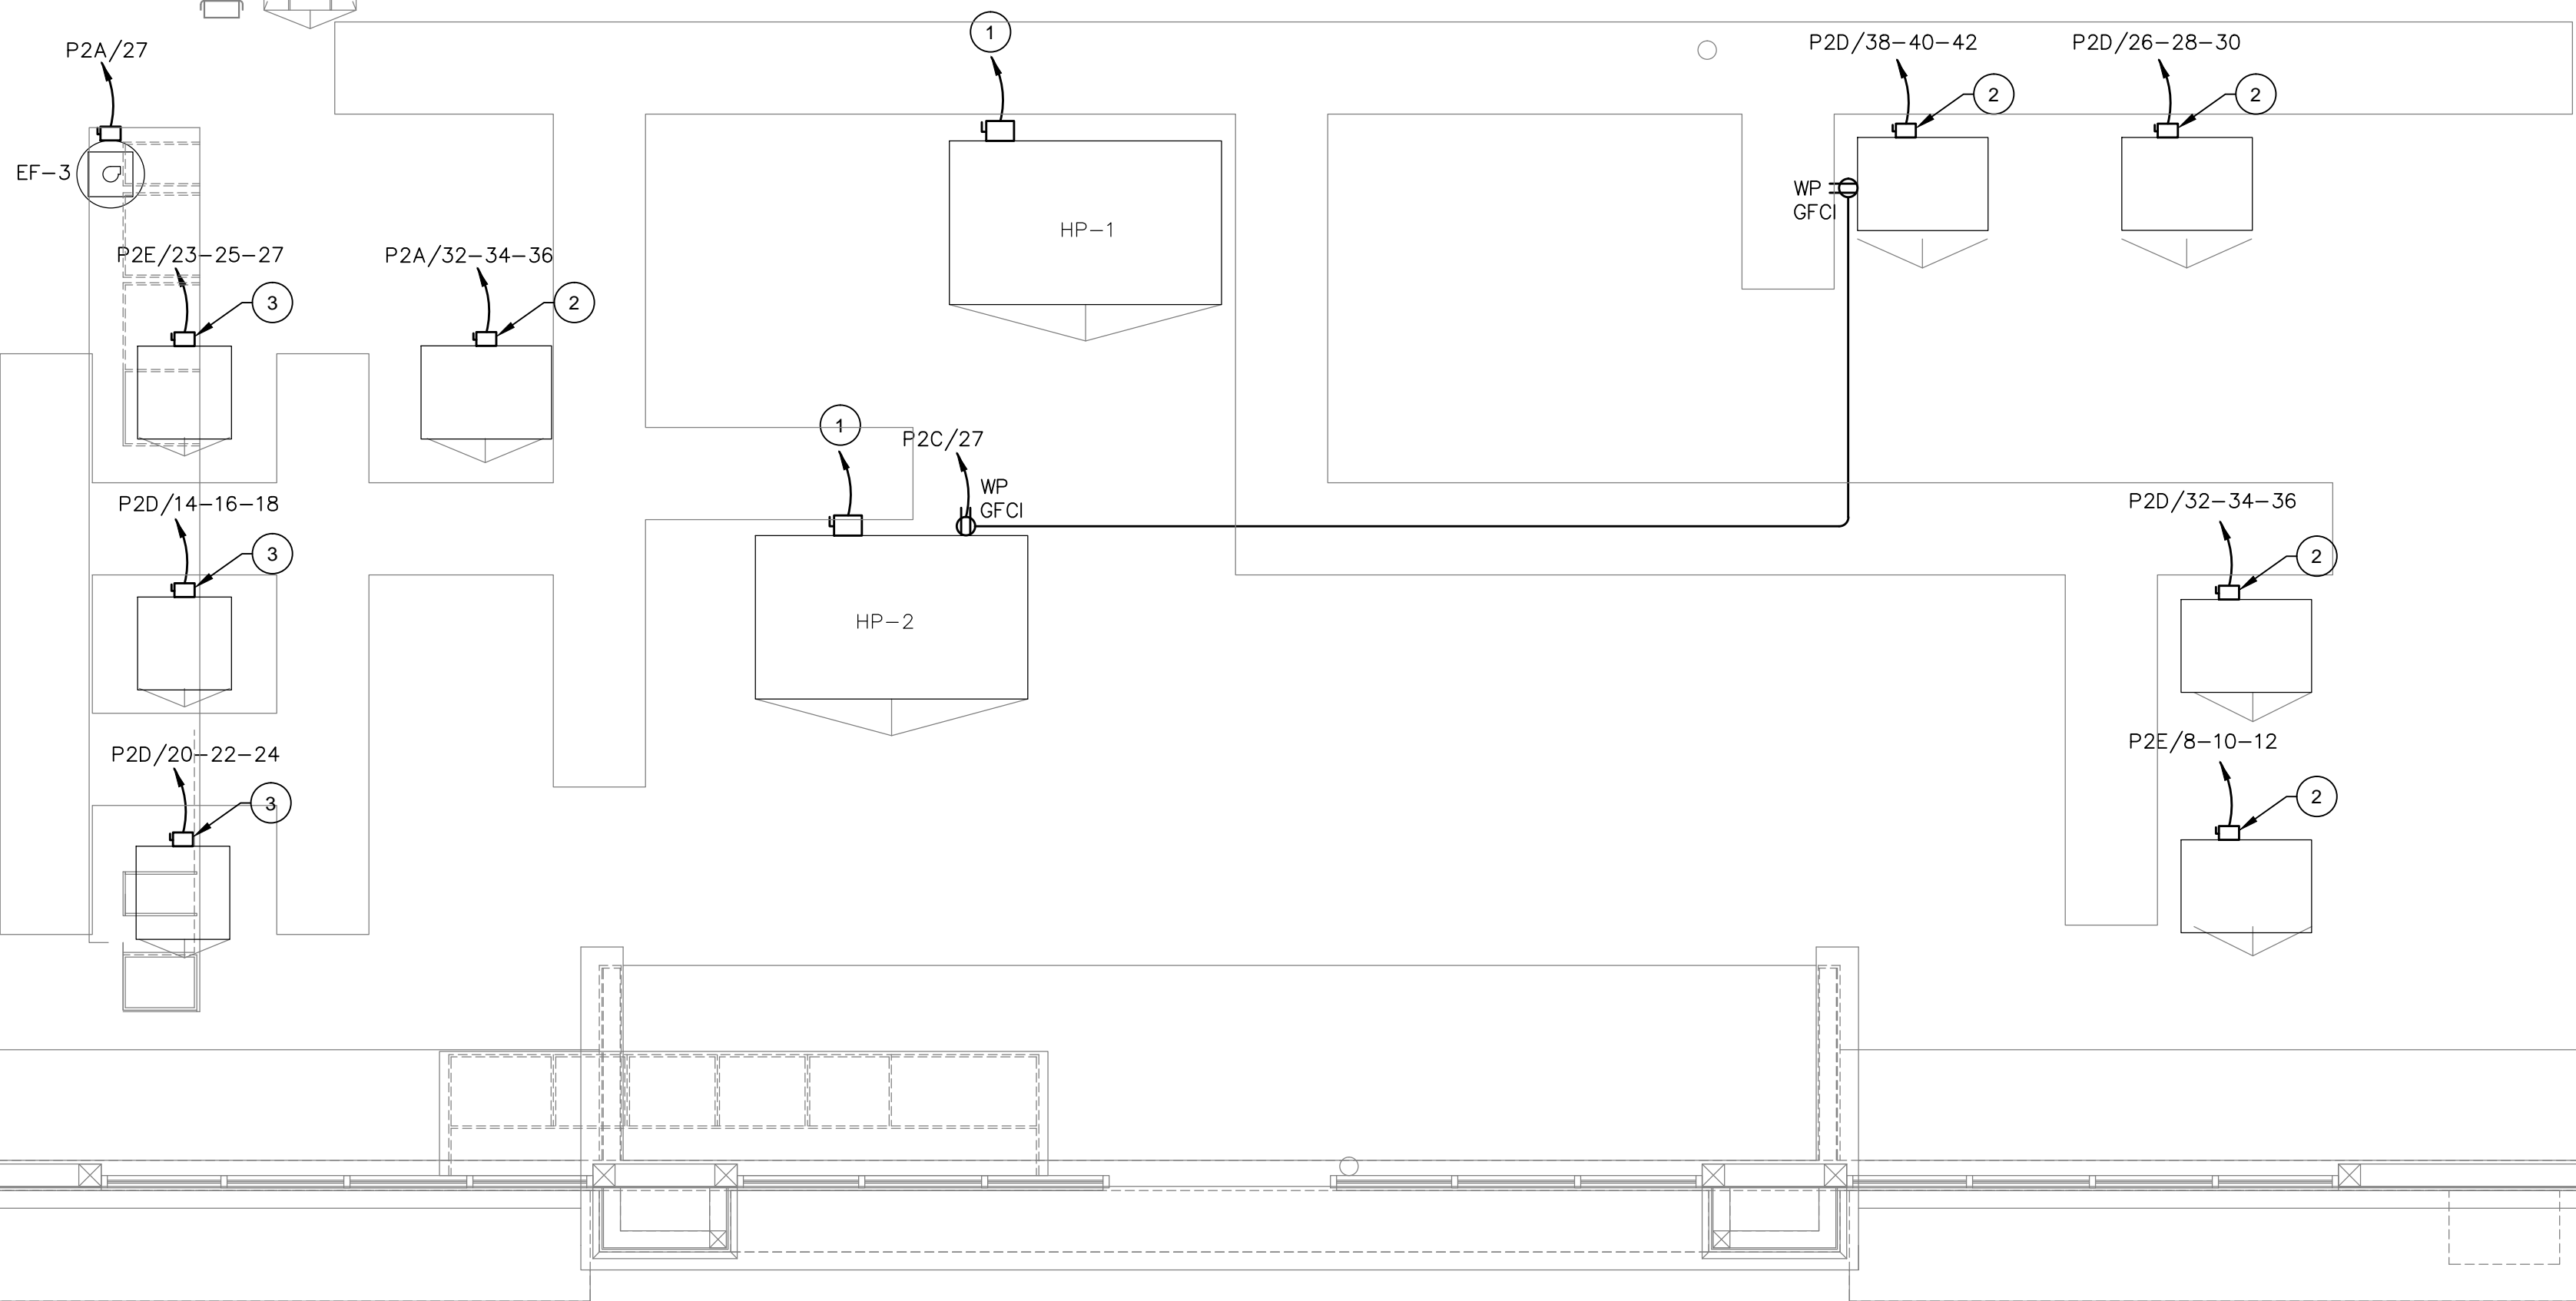 1
P2A/27
P2D/38-40-42
P2D/26-28-30
2
2
EF-3
WP
GFCI
HP-1
P2E/23-25-27
P2A/32-34-36
3
2
1
P2C/27
WP
GFCI
P2D/14-16-18
P2D/32-34-36
3
2
HP-2
P2D/20-22-24
P2E/8-10-12
3
2